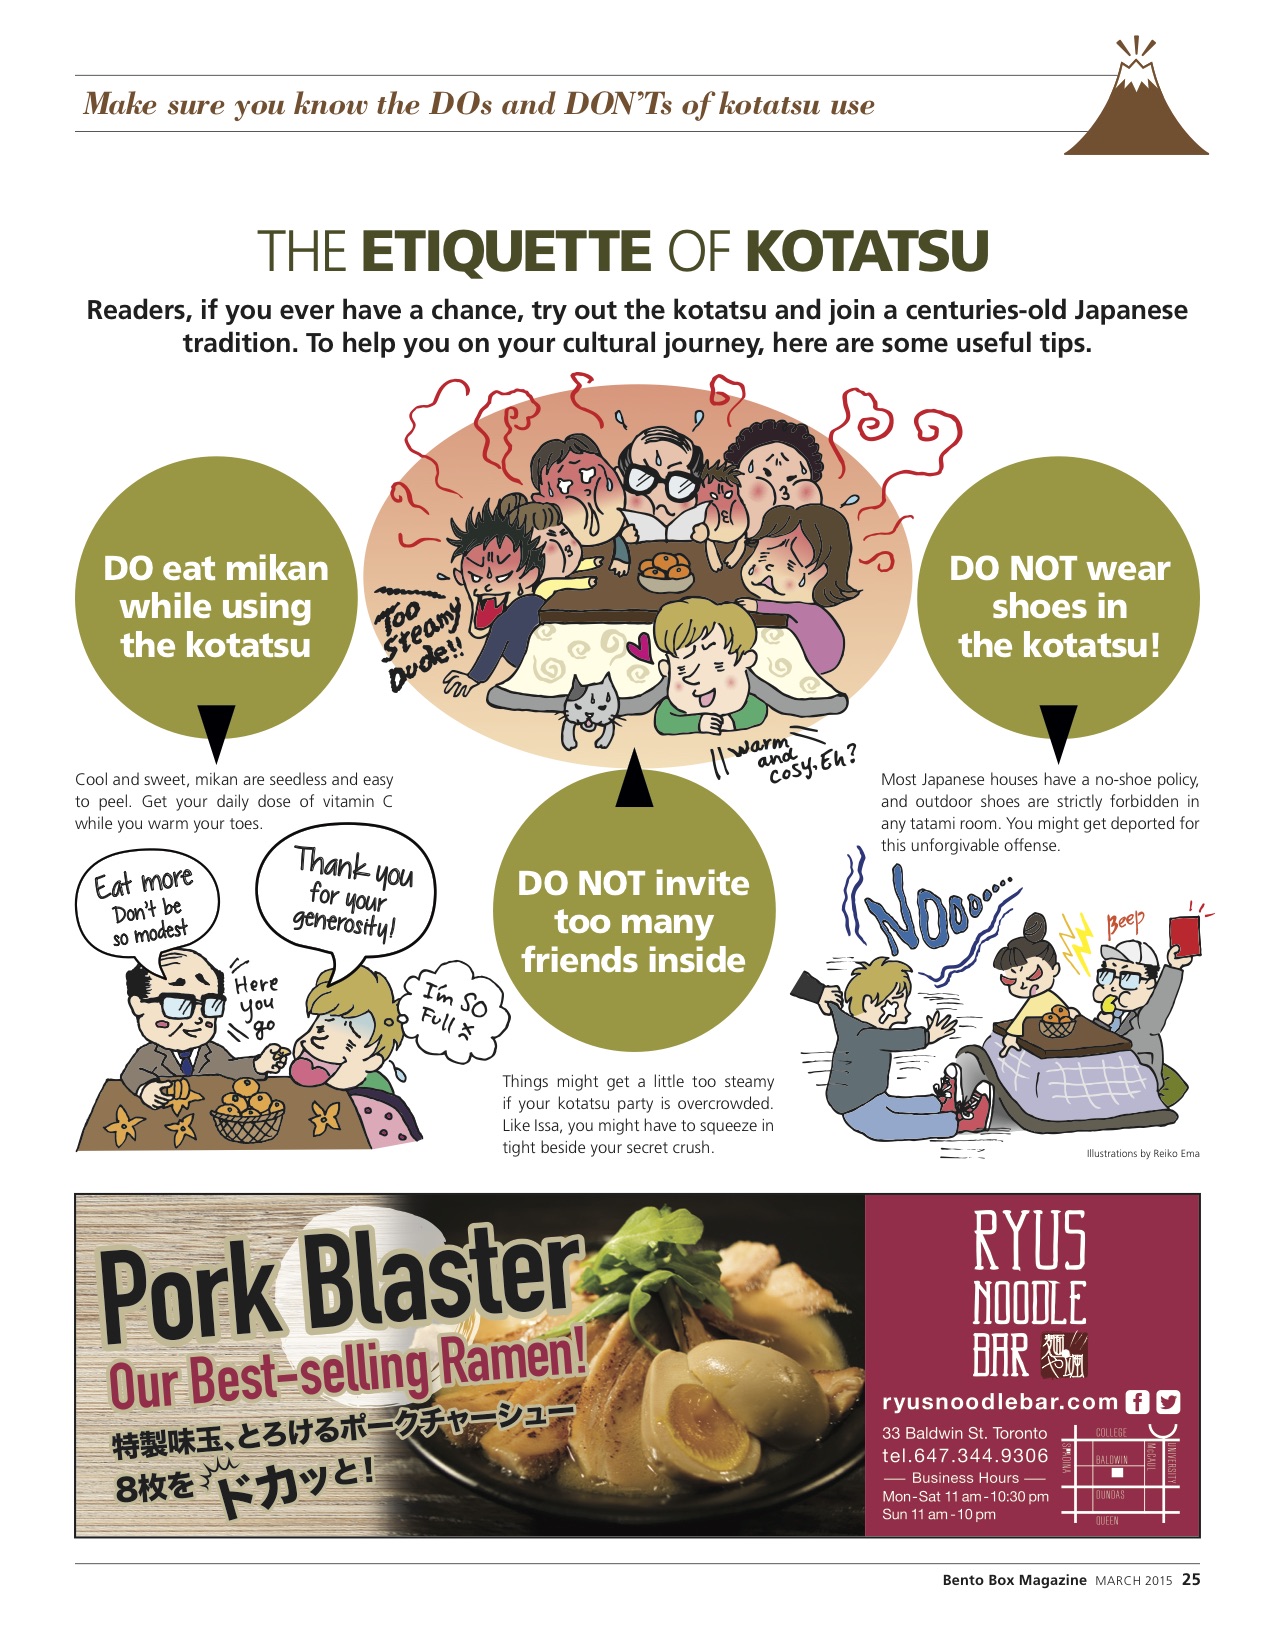 Make sure you know the DOs and DON'Ts of kotatsu use
THE ETIQUETTE OF KOTATSU
Readers, if you ever have a chance, try out the kotatsu and join a centuries-old Japanese
tradition. To help you on your cultural journey, here are some useful tips.
DO eat mikan
while using
the kotatsu
Too
Steamy
Dude!!
warm
and
cosy, Eh?
DO NOT wear
shoes in
the kotatsu!
Cool and sweet, mikan are seedless and easy
to peel. Get your daily dose of vitamin C
while you warm your toes.
Eat more
Don't be
so modest
Thank you
for your
generosity!
Here
you
go
I'm SO
Full
DO NOT invite
too many
friends inside
Things might get a little too steamy
if your kotatsu party is overcrowded.
Like Issa, you might have to squeeze in
tight beside your secret crush.
Most Japanese houses have a no-shoe policy,
and outdoor shoes are strictly forbidden in
any tatami room. You might get deported for
this unforgivable offense.
NOooo.....
Beep
Illustrations by Reiko Ema
Pork Blaster
Our Best-selling Ramen!
特製味玉、とろけるポークチャーシュー
8枚をドカッと!
RYUS
NOODLE
BAR
ryusnoodlebar.com
33 Baldwin St. Toronto
tel.647.344.9306
Business Hours
Mon-Sat 11 am-10:30 pm
Sun 11 am-10 pm
COLLEGE
SPADINA
BALDWIN
McCAUL
UNIVERSITY
DUNDAS
QUEEN
Bento Box Magazine MARCH 2015 25